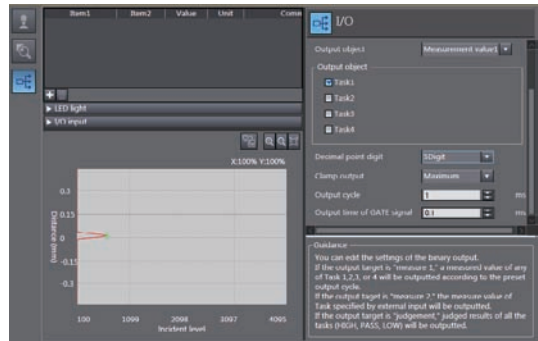 Item1 Item2 Value Unit Comm
LED light
I/O input
X:100% Y:100%
Distance (mm)
0.3
0.15
0
-0.15
-0.3
100 1099 2098 3097 4095
Incident level
I/O
Output object Measurement value1
Output object
Task1
Task2
Task3
Task4
Decimal point digit 5Digit
Clamp output Maximum
Output cycle 1 ms
Output time of GATE signal 0.1 ms
Guidance
You can edit the settings of the binary output.
If the output target is "measure 1," a measured value of any
of Task 1,2,3, or 4 will be outputted according to the preset
output cycle.
If the output taget is "measure 2," the measure value of
Task specified by external input will be outputted.
If the output target is "judgement," judged results of all the
tasks (HIGH, PASS, LOW) will be outputted.